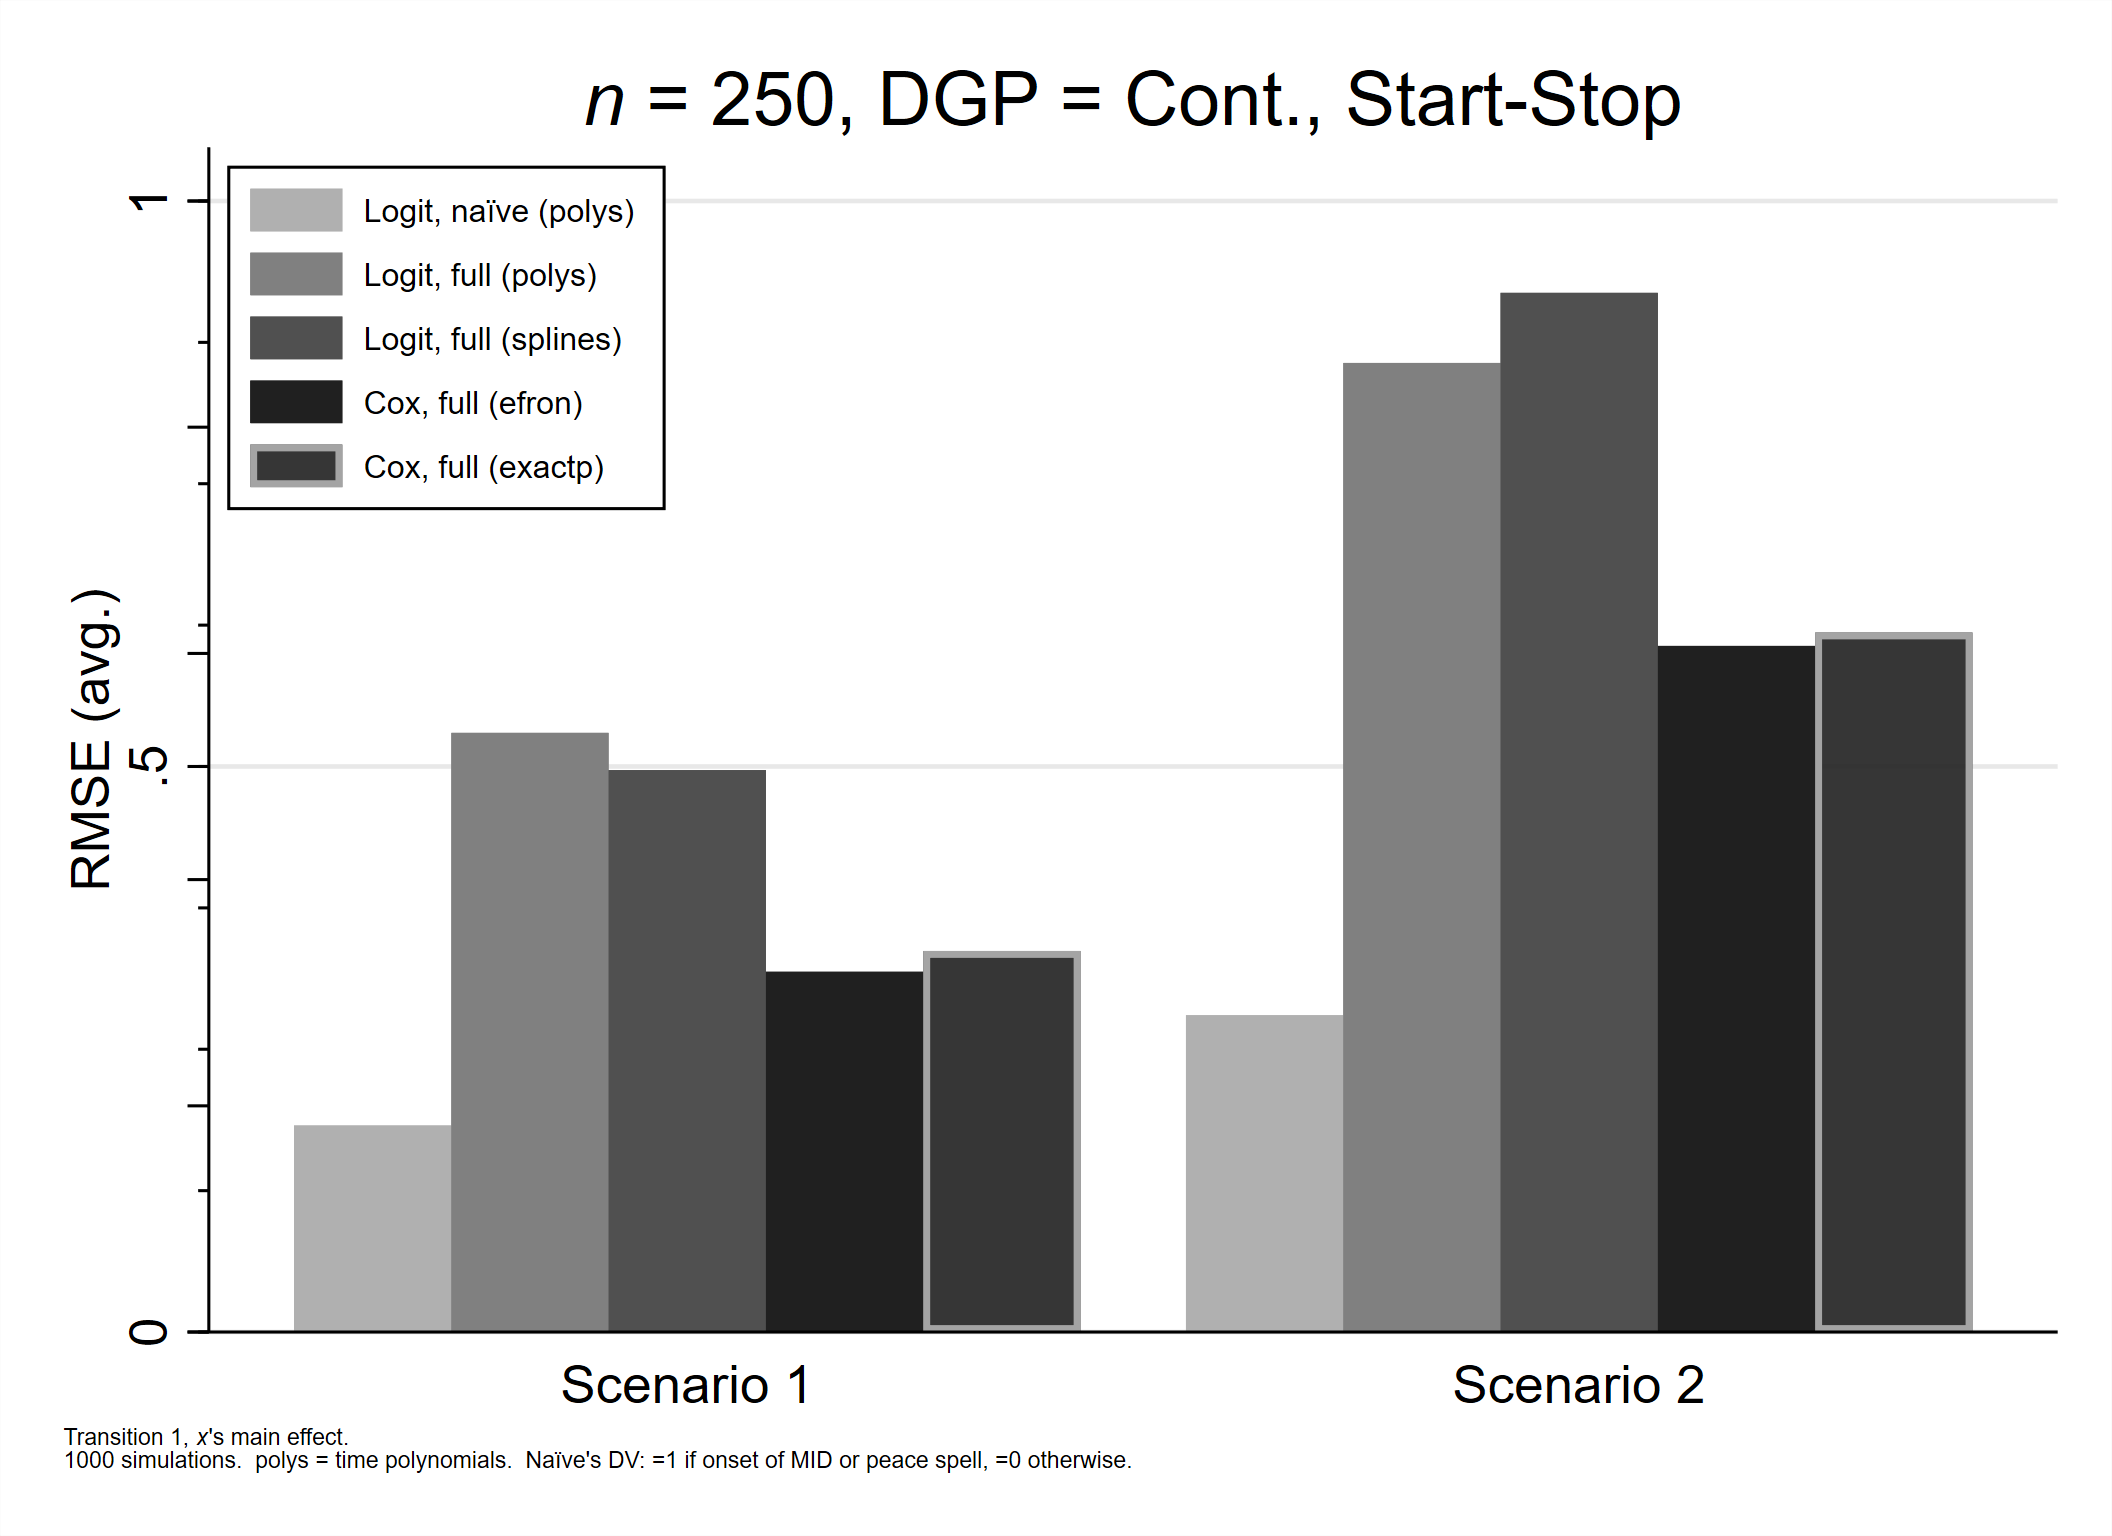 n = 250, DGP = Cont., Start-Stop
Logit, naïve (polys)
Logit, full (polys)
Logit, full (splines)
Cox, full (efron)
Cox, full (exactp)
RMSE (avg.)
1
.5
0
Scenario 1
Scenario 2
Transition 1, x's main effect.
1000 simulations.  polys = time polynomials.  Naïve's DV: =1 if onset of MID or peace spell, =0 otherwise.